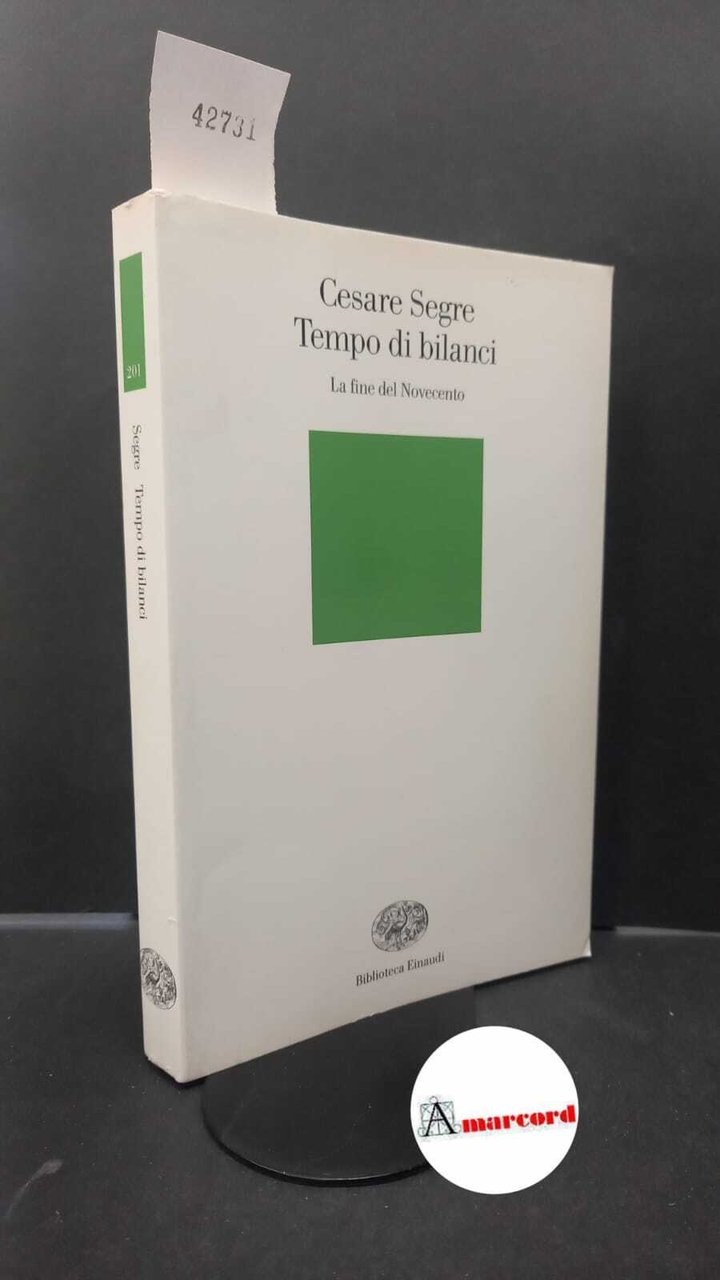 42731
Cesare Segre
Tempo di bilanci
La fine del Novecento
201
Segre Tempo di bilanci
Biblioteca Einaudi
Amarcord